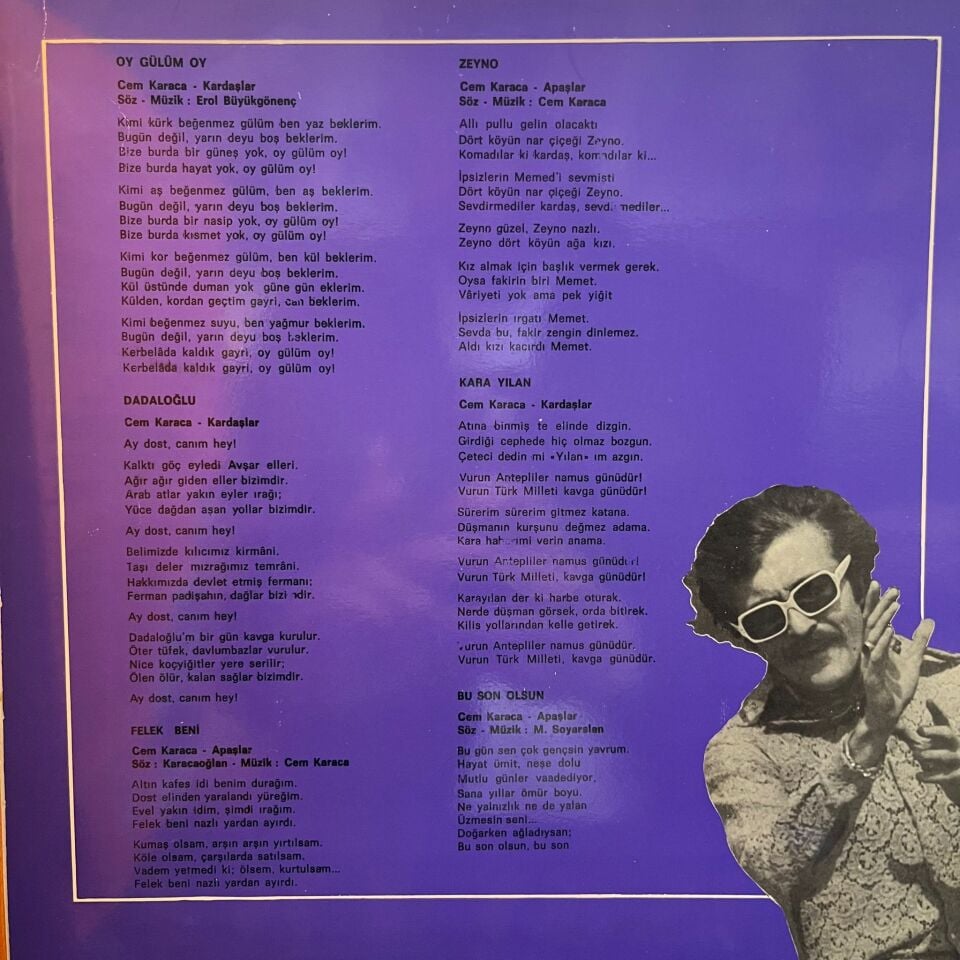 OY GÜLÜM OY
Cem Karaca - Kardaşlar
Söz - Müzik : Erol Büyükgönenç
Kimi kürk beğenmez gülüm ben yaz beklerim.
Bugün değil, yarın deyu boş beklerim.
Bize burda bir güneş yok, oy gülüm oy!
Bize burda hayat yok, oy gülüm oy!
Kimi aş beğenmez gülüm, ben aş beklerim.
Bugün değil, yarın deyu boş beklerim.
Bize burda bir nasip yok, oy gülüm oy!
Bize burda kısmet yok, oy gülüm oy!
Kimi kor beğenmez gülüm, ben kül beklerim.
Bugün değil, yarın deyu boş beklerim.
Kül üstünde duman yok güne gün eklerim.
Külden, kordan geçtim gayri, can beklerim.
Kimi beğenmez suyu, ben yağmur beklerim.
Bugün değil, yarın deyu boş beklerim.
Kerbelâda kaldık gayri, oy gülüm oy!
Kerbelâda kaldık gayri, oy gülüm oy!
DADALOĞLU
Cem Karaca - Kardaşlar
Ay dost, canım hey!
Kalktı göç eyledi Avşar elleri.
Ağır ağır giden eller bizimdir.
Arab atlar yakın eyler ırağı;
Yüce dağdan aşan yollar bizimdir.
Ay dost, canım hey!
Belimizde kılıcımız kirmâni.
Taşı deler mızrağımız temrâni.
Hakkımızda devlet etmiş fermanı;
Ferman padişahın, dağlar bizimdir.
Ay dost, canım hey!
Dadaloğlu'm bir gün kavga kurulur.
Öter tüfek, davlumbazlar vurulur.
Nice koçyiğitler yere serilir;
Ölen ölür, kalan sağlar bizimdir.
Ay dost, canım hey!
FELEK BENİ
Cem Karaca - Apaşlar
Söz : Karacaoğlan - Müzik : Cem Karaca
Altın kafes idi benim durağım.
Dost elinden yaralandı yüreğim.
Evel yakın idim, şimdi ırağım.
Felek beni nazlı yardan ayırdı.
Kumaş olsam, arşın arşın yırtılsam.
Köle olsam, çarşılarda satılsam.
Vadem yetmedi ki; ölsem, kurtulsam...
Felek beni nazlı yardan ayırdı.
ZEYNO
Cem Karaca - Apaşlar
Söz - Müzik : Cem Karaca
Allı pullu gelin olacaktı
Dört köyün nar çiçeği Zeyno.
Komadılar ki kardaş, komadılar ki...
İpsizlerin Memed'i sevmişti
Dört köyün nar çiçeği Zeyno.
Sevdirmediler kardaş, sevdirmediler...
Zeyno güzel, Zeyno nazlı.
Zeyno dört köyün ağa kızı.
Kız almak için başlık vermek gerek.
Oysa fakirin biri Memet.
Vâriyeti yok ama pek yiğit
İpsizlerin ırgatı Memet.
Sevda bu, fakir zengin dinlemez.
Aldı kızı kaçırdı Memet.
KARA YILAN
Cem Karaca - Kardaşlar
Atına binmiş te elinde dizgin.
Girdiği cephede hiç olmaz bozgun.
Çeteci dedin mi «Yılan» ım azgın.
Vurun Antepliler namus günüdür!
Vurun Türk Milleti kavga günüdür!
Sürerim sürerim gitmez katana.
Düşmanın kurşunu değmez adama.
Kara haberimi verin anama.
Vurun Antepliler namus günüdür!
Vurun Türk Milleti, kavga günüdür!
Karayılan der ki harbe oturak.
Nerde düşman görsek, orda bitirek.
Kilis yollarından kelle getirek.
Vurun Antepliler namus günüdür.
Vurun Türk Milleti, kavga günüdür.
BU SON OLSUN
Cem Karaca - Apaşlar
Söz - Müzik : M. Soyarslan
Bu gün sen çok gençsin yavrum.
Hayat ümit, neşe dolu
Mutlu günler vaadediyor,
Sana yıllar ömür boyu.
Ne yalnızlık ne de yalan
Üzmesin seni...
Doğarken ağladıysan;
Bu son olsun, bu son